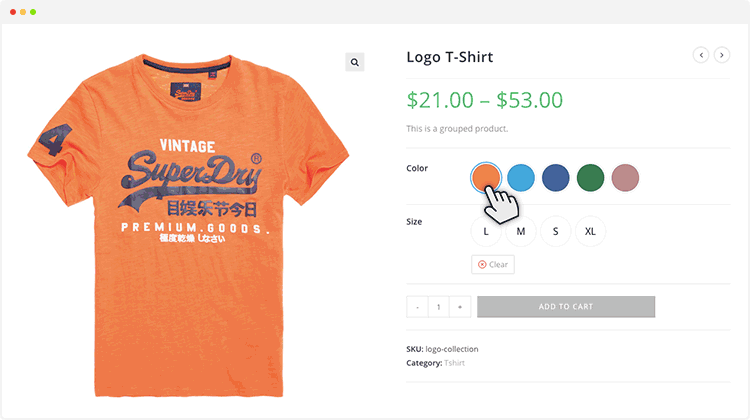 Logo T-Shirt
$21.00 – $53.00
This is a grouped product.
Color
Size
L M S XL
Clear
- 1 +
ADD TO CART
SKU: logo-collection
Category: Tshirt
4
VINTAGE
SuperDry®
目娱乐节今日
PREMIUM.GOODS.
極度乾燥しなさい